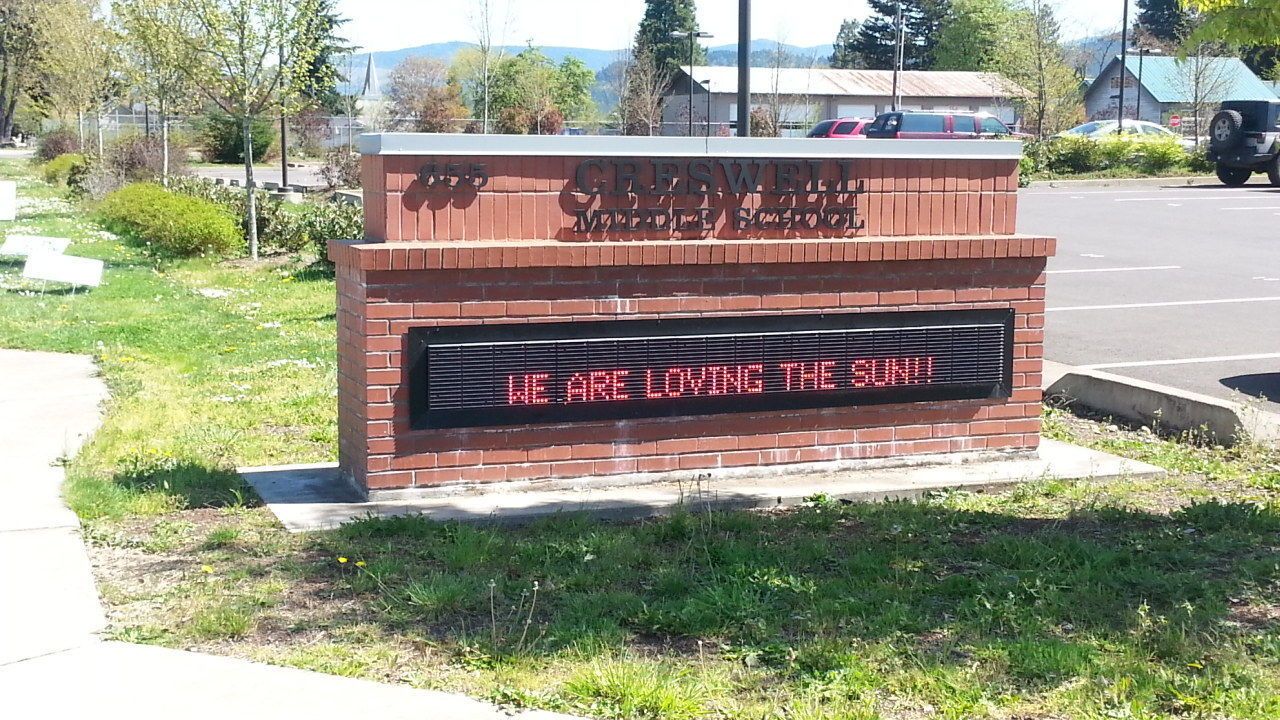 655
CRESWELL
MIDDLE SCHOOL
WE ARE LOVING THE SUN!!